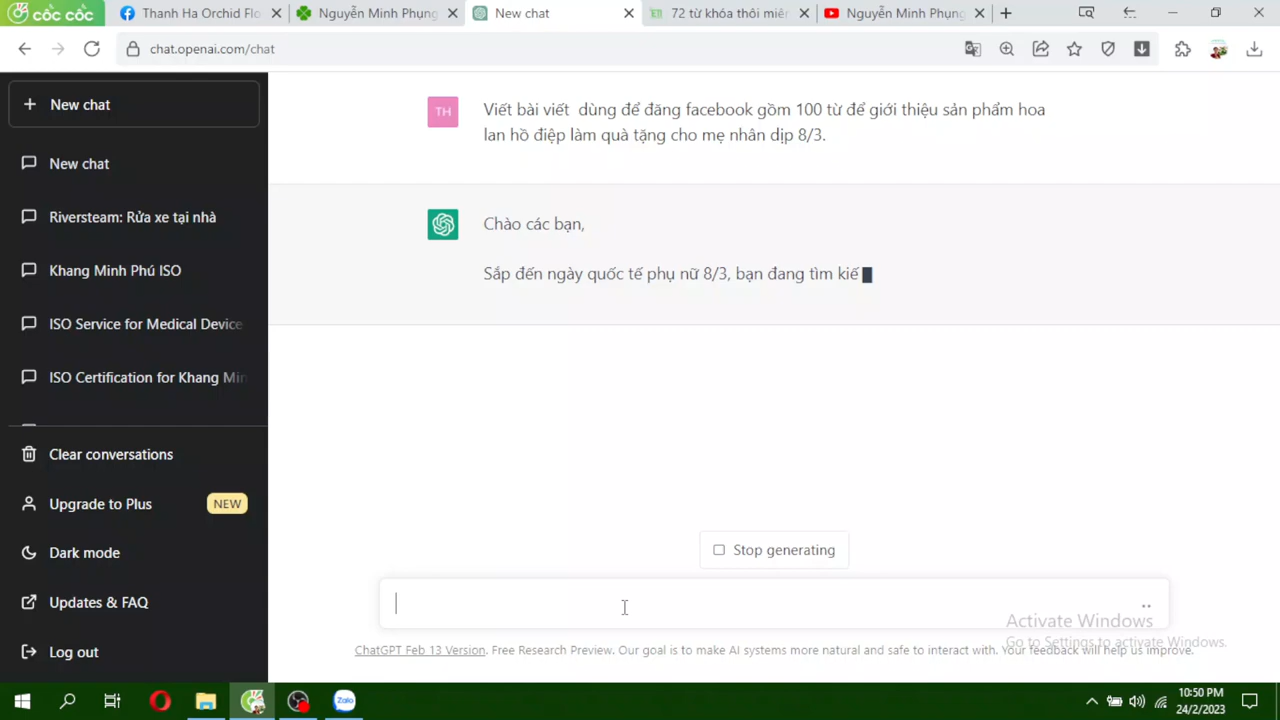 cốc cốc
Thanh Ha Orchid Flo
Nguyễn Minh Phụng
New chat
72 từ khóa thôi miên
Nguyễn Minh Phụng
chat.openai.com/chat
New chat
New chat
Riversteam: Rửa xe tại nhà
Khang Minh Phú ISO
ISO Service for Medical Device
ISO Certification for Khang Min
Clear conversations
Upgrade to Plus
NEW
Dark mode
Updates & FAQ
Log out
TH
Viết bài viết dùng để đăng facebook gồm 100 từ để giới thiệu sản phẩm hoa
lan hồ điệp làm quà tặng cho mẹ nhân dịp 8/3.
Chào các bạn,
Sắp đến ngày quốc tế phụ nữ 8/3, bạn đang tìm kiế
Stop generating
Activate Windows
Go to Settings to activate Windows.
ChatGPT Feb 13 Version. Free Research Preview. Our goal is to make AI systems more natural and safe to interact with. Your feedback will help us improve.
Zalo
10:50 PM
24/2/2023